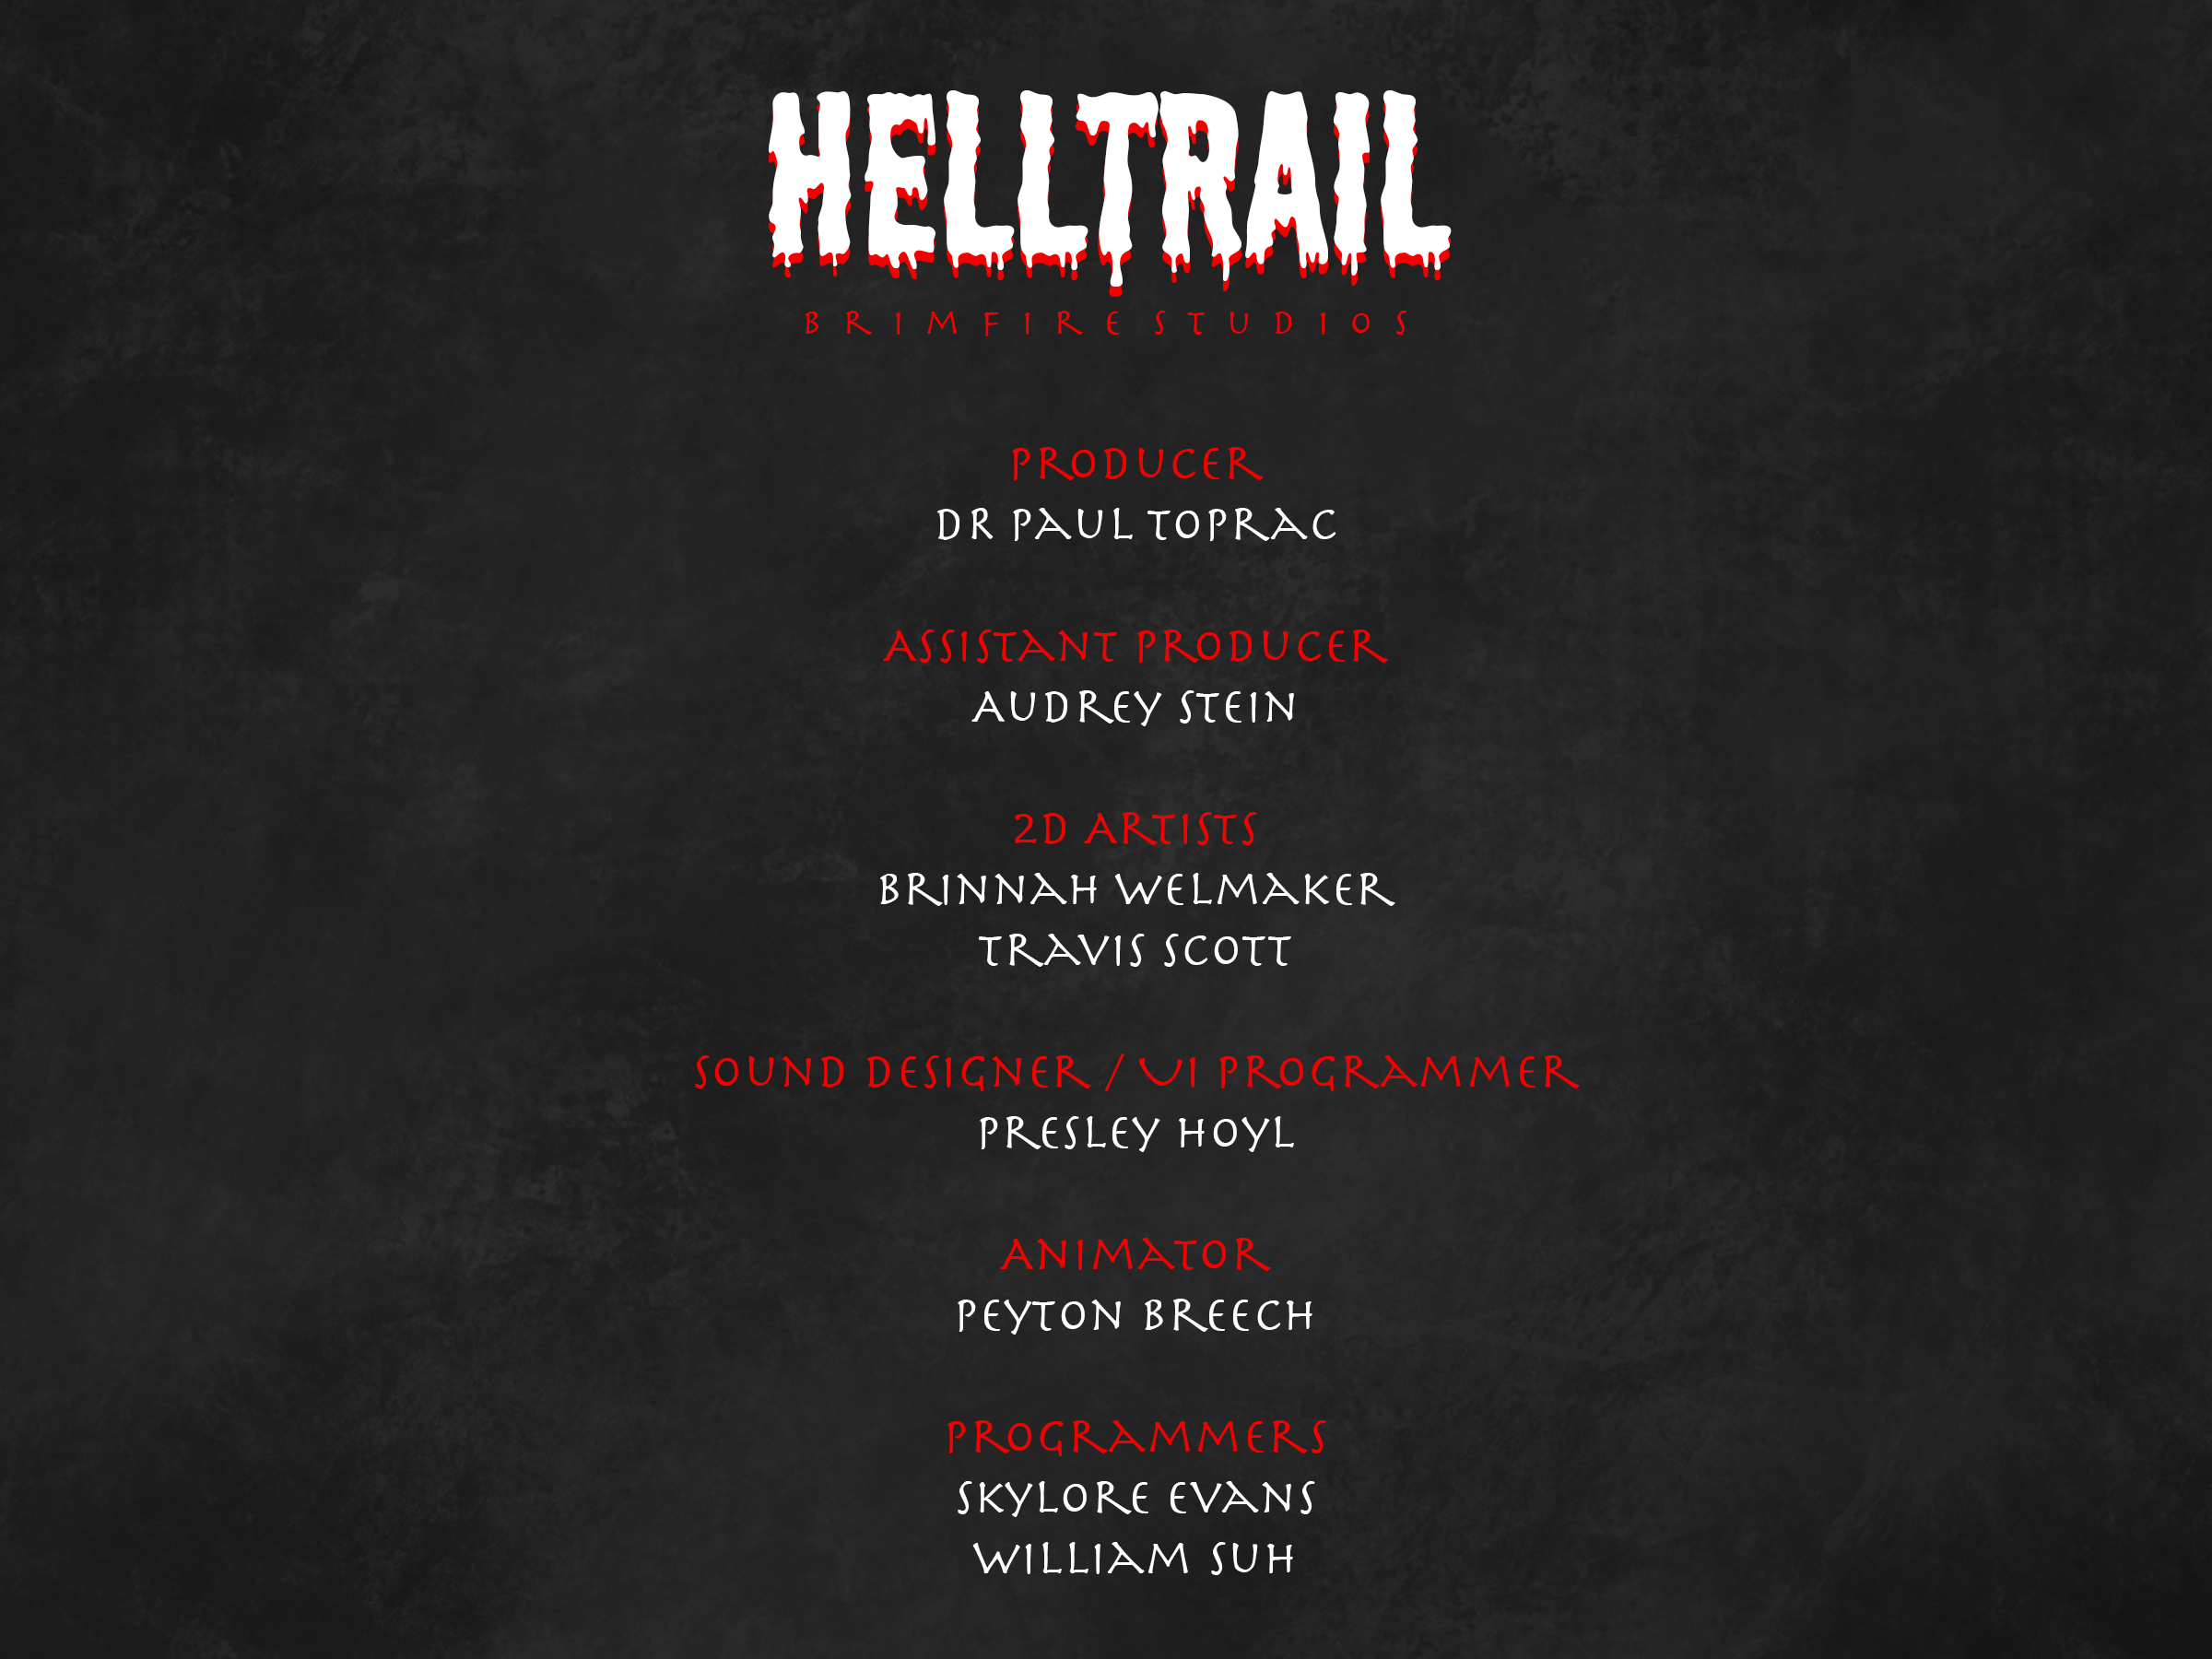 HELLTRAIL
BRIMFIRE STUDIOS
PRODUCER
DR PAUL TOPRAC
ASSISTANT PRODUCER
AUDREY STEIN
2D ARTISTS
BRINNAH WELMAKER
TRAVIS SCOTT
SOUND DESIGNER / UI PROGRAMMER
PRESLEY HOYL
ANIMATOR
PEYTON BREECH
PROGRAMMERS
SKYLORE EVANS
WILLIAM SUH